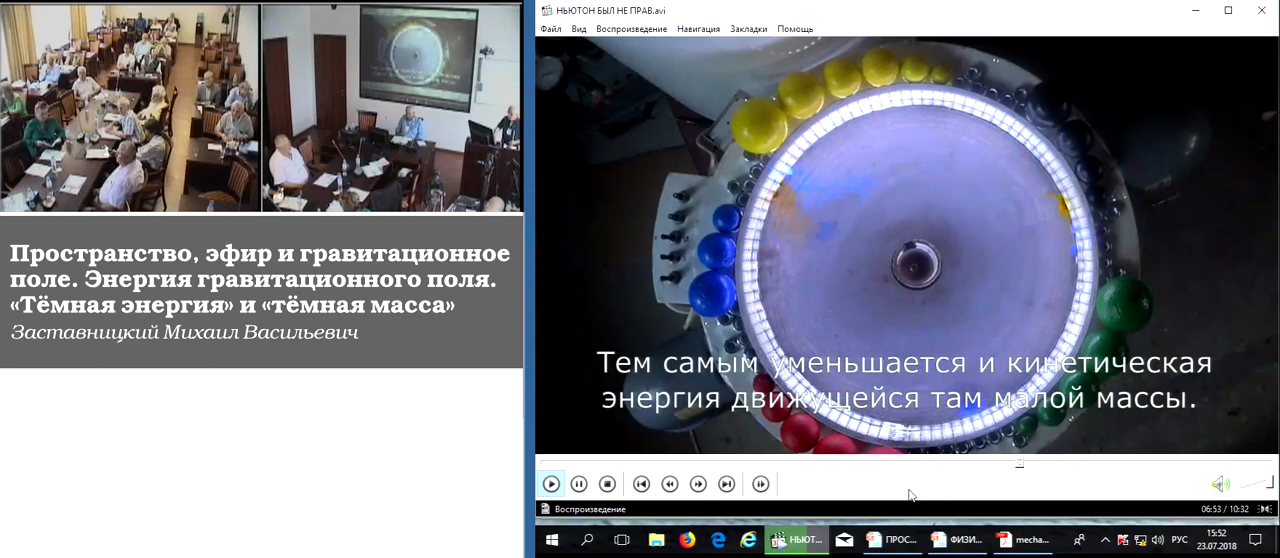 Пространство, эфир и гравитационное
поле. Энергия гравитационного поля.
«Тёмная энергия» и «тёмная масса»
Заставницкий Михаил Васильевич
НЬЮТОН БЫЛ НЕ ПРАВ.avi
Файл Вид Воспроизведение Навигация Закладки Помощь
Тем самым уменьшается и кинетическая
энергия движущейся там малой массы.
Воспроизведение
06:53 / 10:32
НЬЮТ...
ПРОС...
ФИЗИ...
mecha...
РУС
15:52
23.07.2018